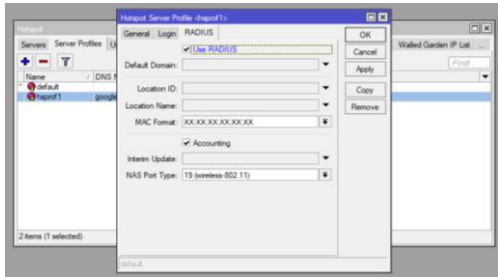 Hotspot Server Profile <hsprof1>
Hotspot
General Login RADIUS
OK
Servers Server Profiles
Walled Garden IP List ...
Use RADIUS
Cancel
Default Domain:
Apply
Find
Name / DNS
Location ID:
Copy
* default
Location Name:
Remove
hsprof1 google
MAC Format: XX:XX:XX:XX:XX:XX
Accounting
Interim Update:
NAS Port Type: 19 (wireless-802.11)
2 items (1 selected)
default